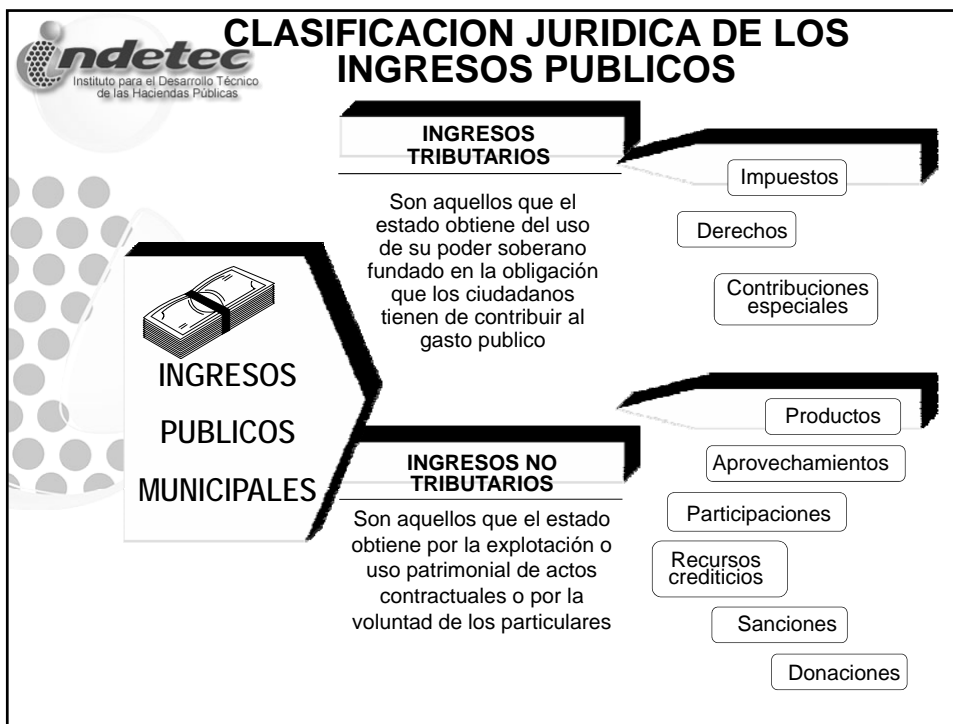 indetec
Instituto para el Desarrollo Técnico
de las Haciendas Públicas
CLASIFICACION JURIDICA DE LOS
INGRESOS PUBLICOS
INGRESOS
PUBLICOS
MUNICIPALES
INGRESOS
TRIBUTARIOS
Son aquellos que el
estado obtiene del uso
de su poder soberano
fundado en la obligación
que los ciudadanos
tienen de contribuir al
gasto publico
Impuestos
Derechos
Contribuciones
especiales
INGRESOS NO
TRIBUTARIOS
Son aquellos que el estado
obtiene por la explotación o
uso patrimonial de actos
contractuales o por la
voluntad de los particulares
Productos
Aprovechamientos
Participaciones
Recursos
crediticios
Sanciones
Donaciones